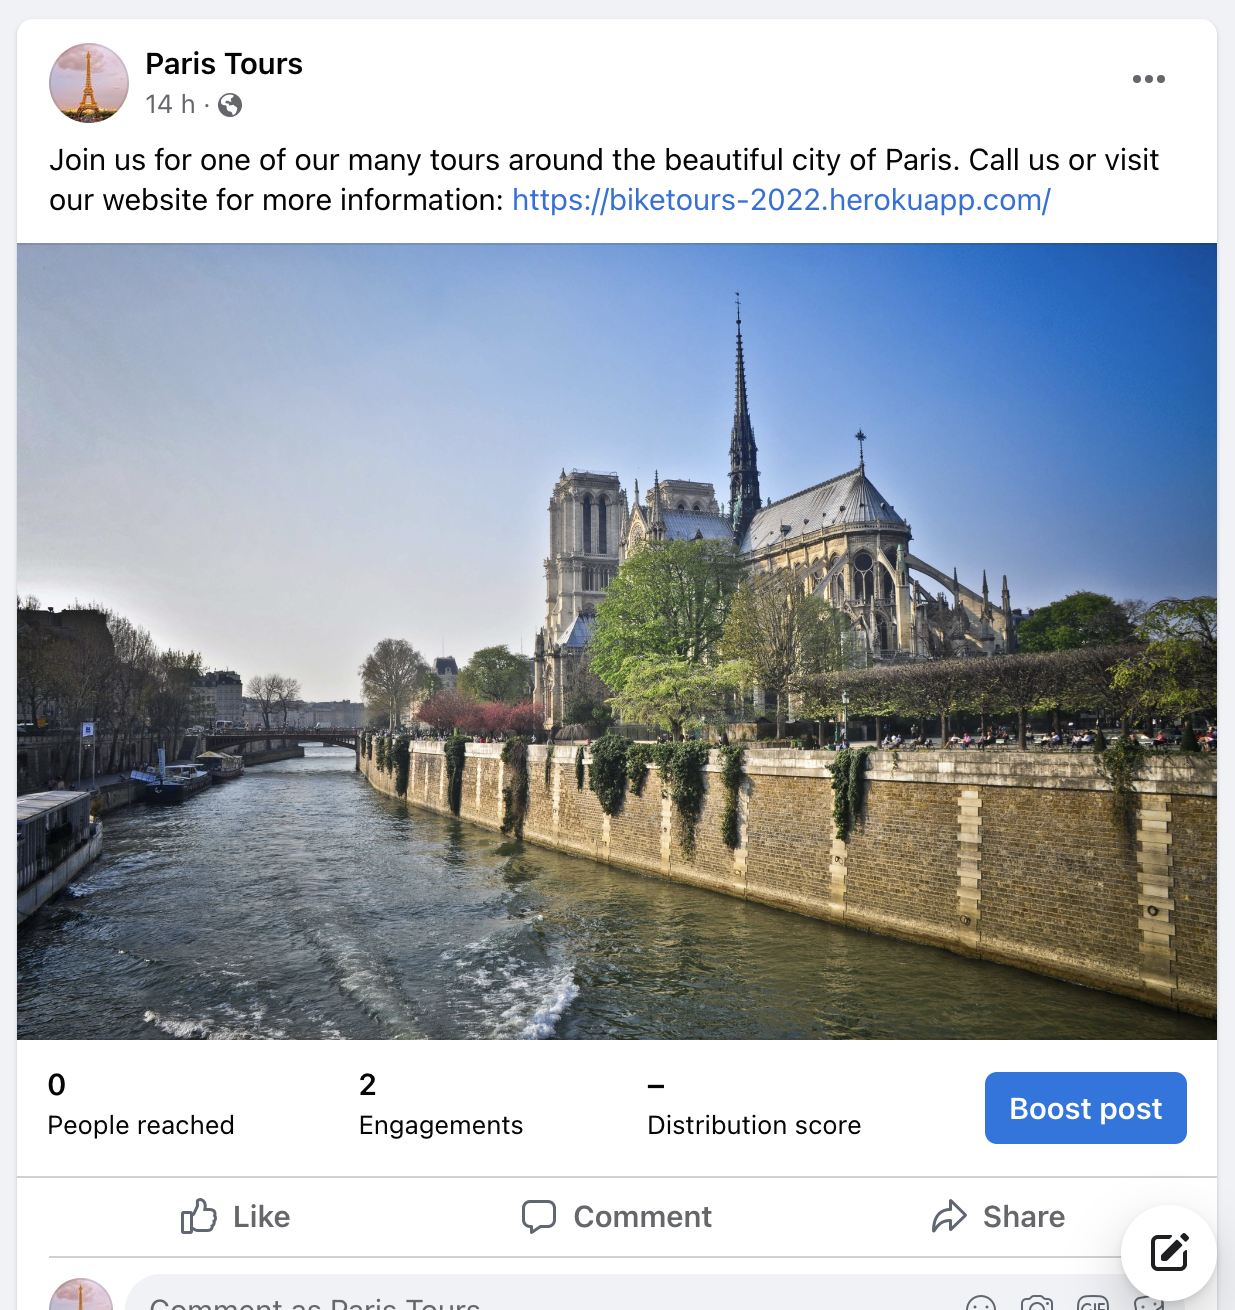 Paris Tours
14 h ·
Join us for one of our many tours around the beautiful city of Paris. Call us or visit
our website for more information: https://biketours-2022.herokuapp.com/
0
People reached
2
Engagements
–
Distribution score
Boost post
Like
Comment
Share
Comment as Paris Tours
GIF